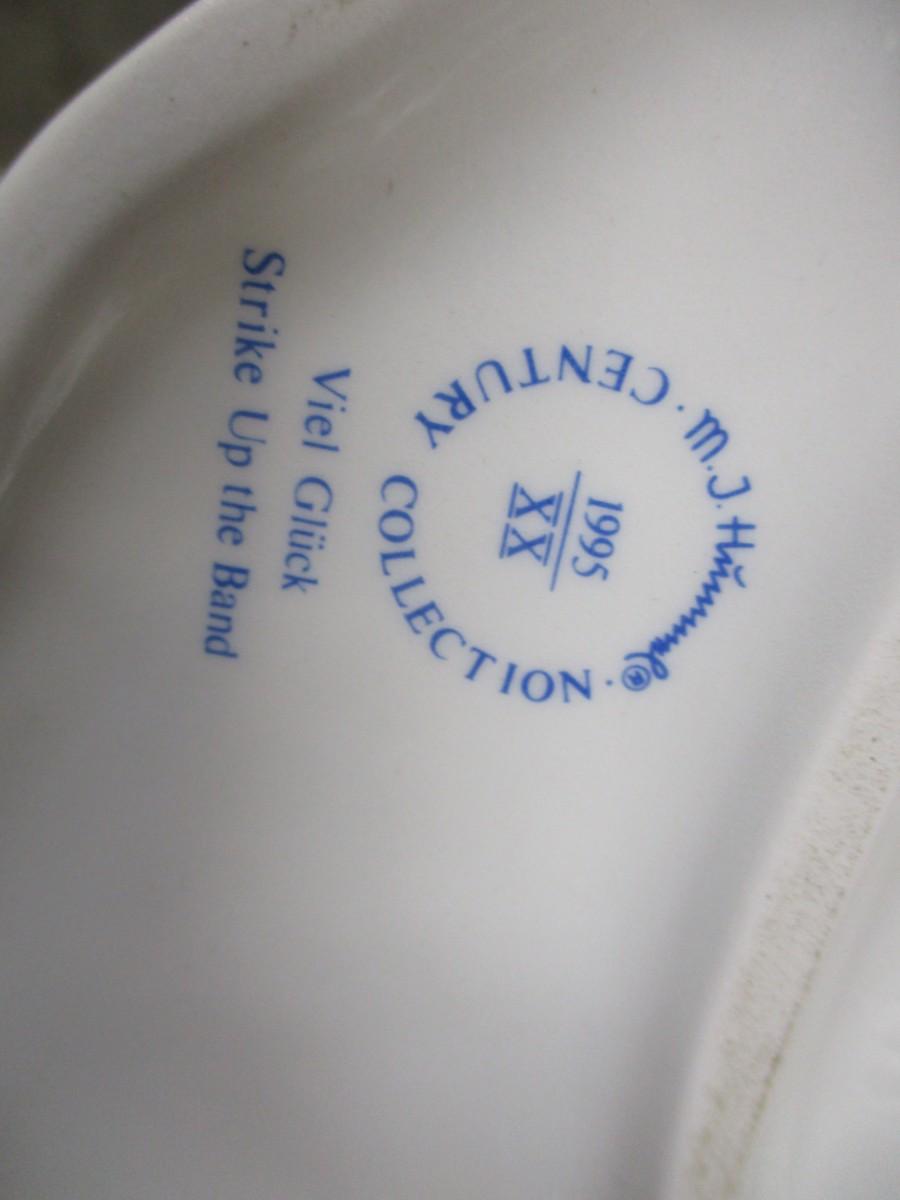 M.J.Hummel® · CENTURY COLLECTION ·
1995
XX
Viel Glück
Strike Up the Band